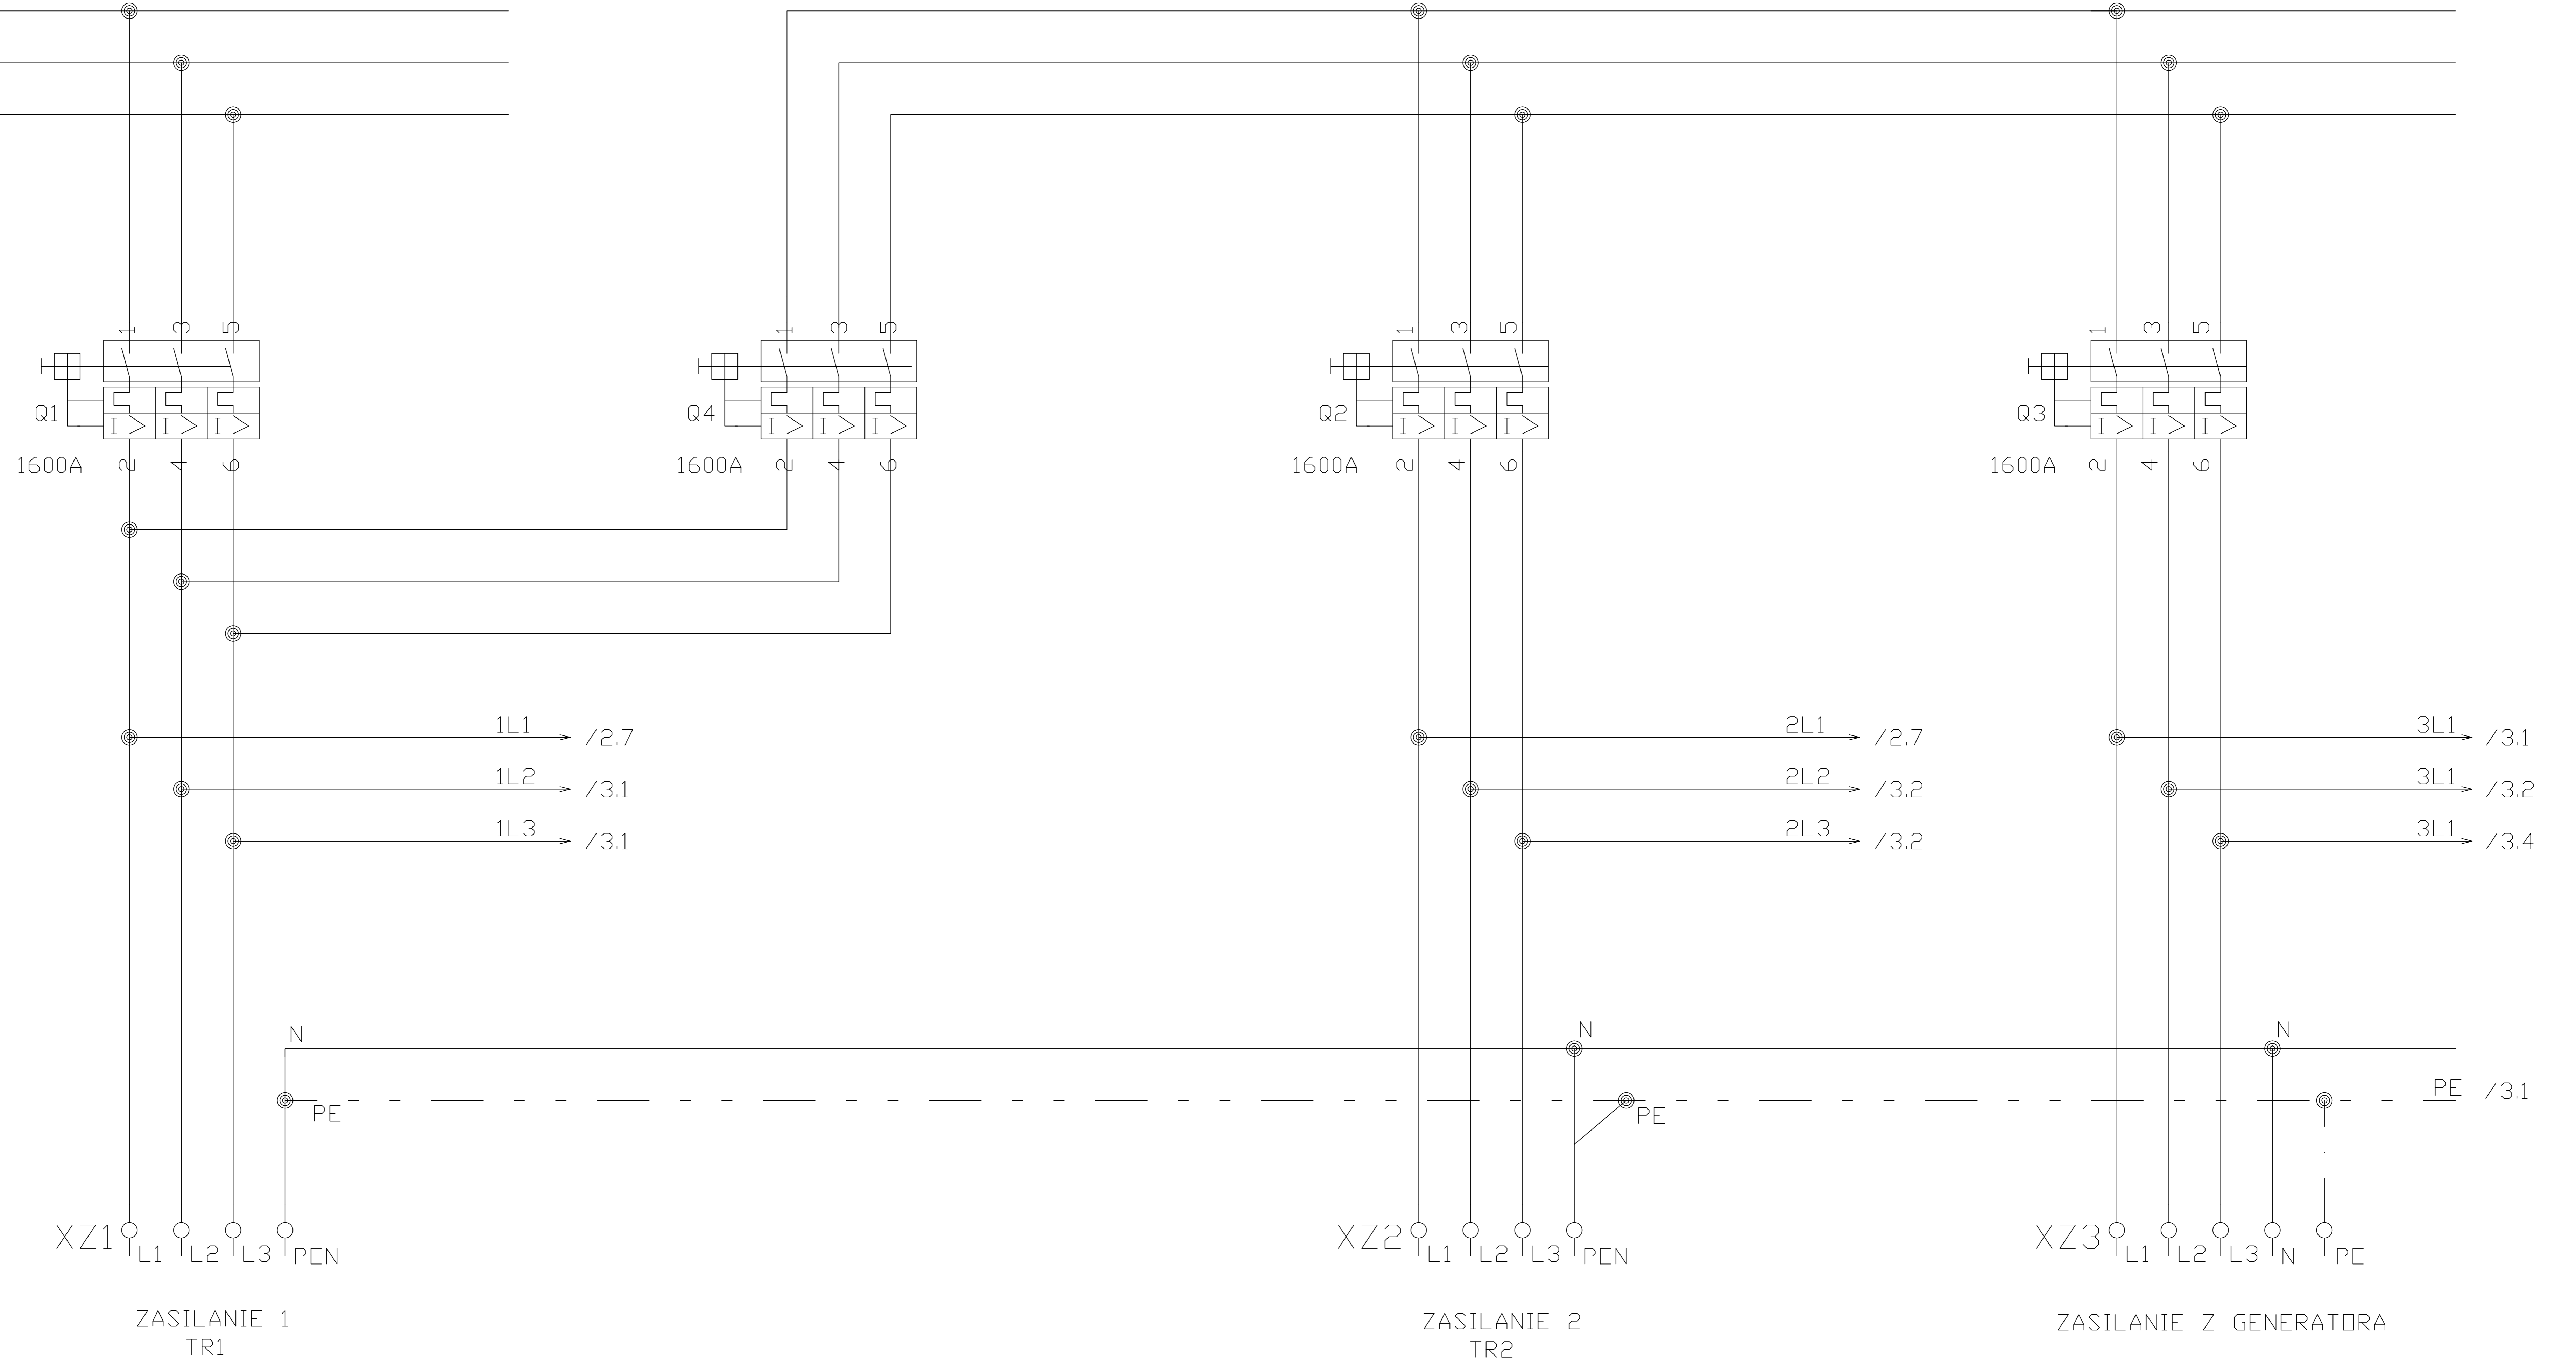 1 3 5
1 3 5
1 3 5
1 3 5
Q1
I > I > I >
Q4
I > I > I >
Q2
I > I > I >
Q3
I > I > I >
1600A 2 4 6
1600A 2 4 6
1600A 2 4 6
1600A 2 4 6
1L1 /2.7
2L1 /2.7
3L1 /3.1
1L2 /3.1
2L2 /3.2
3L1 /3.2
1L3 /3.1
2L3 /3.2
3L1 /3.4
N
N
N
PE
PE
PE /3.1
XZ1 L1 L2 L3 PEN
XZ2 L1 L2 L3 PEN
XZ3 L1 L2 L3 N PE
ZASILANIE 1
TR1
ZASILANIE 2
TR2
ZASILANIE Z GENERATORA